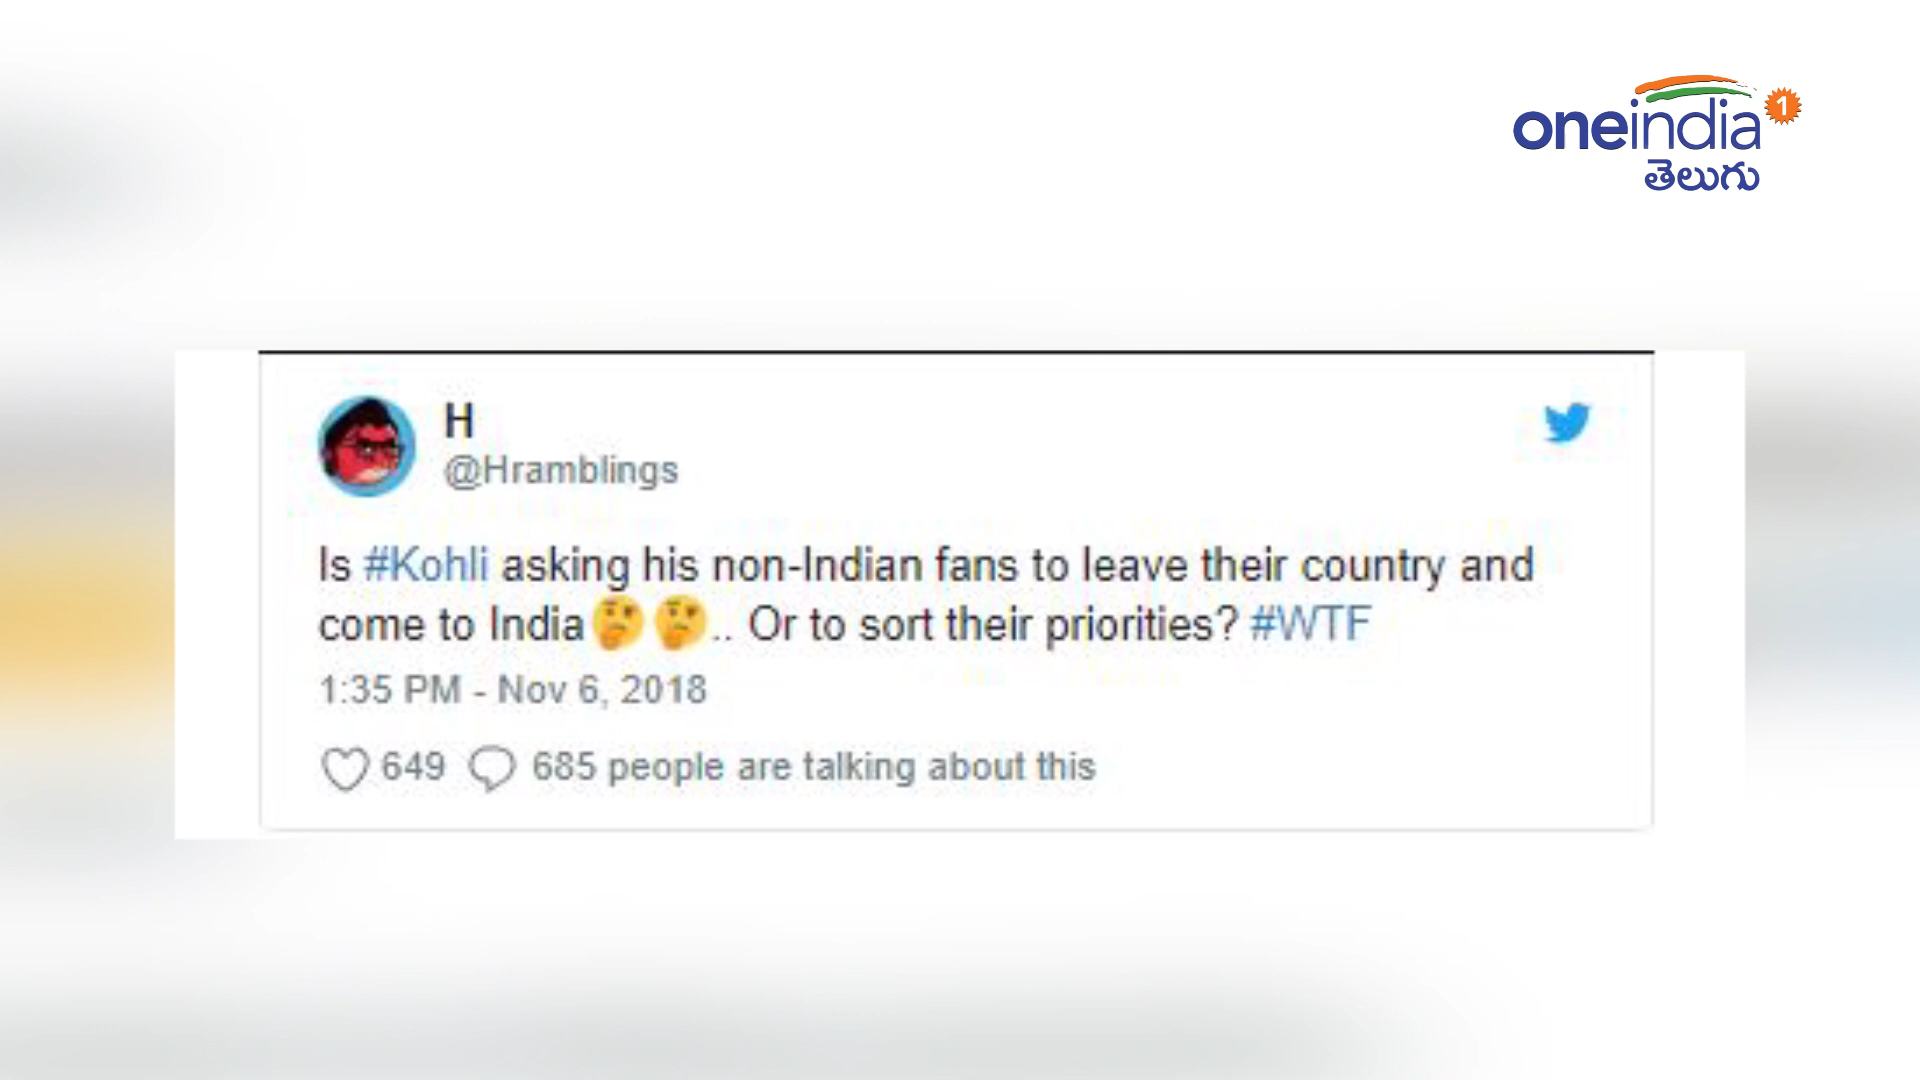 oneindia 1
తెలుగు
H
@Hramblings
Is #Kohli asking his non-Indian fans to leave their country and
come to India🤔🤔.. Or to sort their priorities? #WTF
1:35 PM - Nov 6, 2018
649 685 people are talking about this